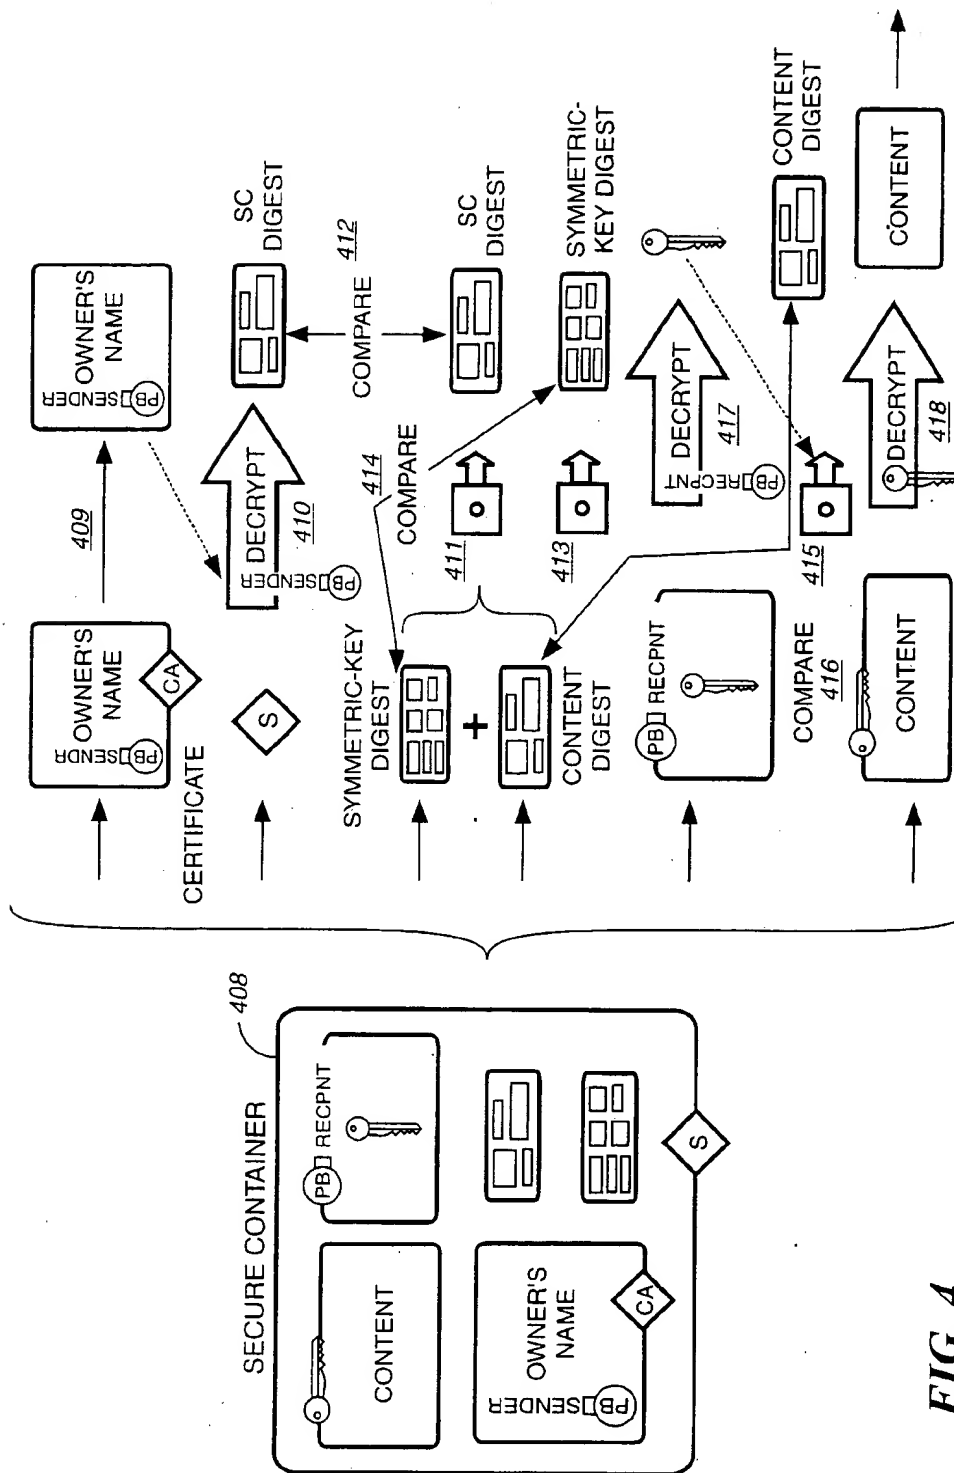 SECURE CONTAINER
408
CONTENT
PB RECPNT
OWNER'S
NAME
PB SENDER
CA
S
OWNER'S
NAME
PB SENDR
CA
CERTIFICATE
409
OWNER'S
NAME
PB SENDER
S
DECRYPT
410
PB SENDER
SC
DIGEST
SYMMETRIC-KEY
DIGEST
+
CONTENT
DIGEST
414
COMPARE
411
413
COMPARE
412
SC
DIGEST
SYMMETRIC-
KEY DIGEST
PB RECPNT
DECRYPT
417
PB RECPNT
COMPARE
416
415
CONTENT
DIGEST
CONTENT
DECRYPT
418
CONTENT
FIG. 4